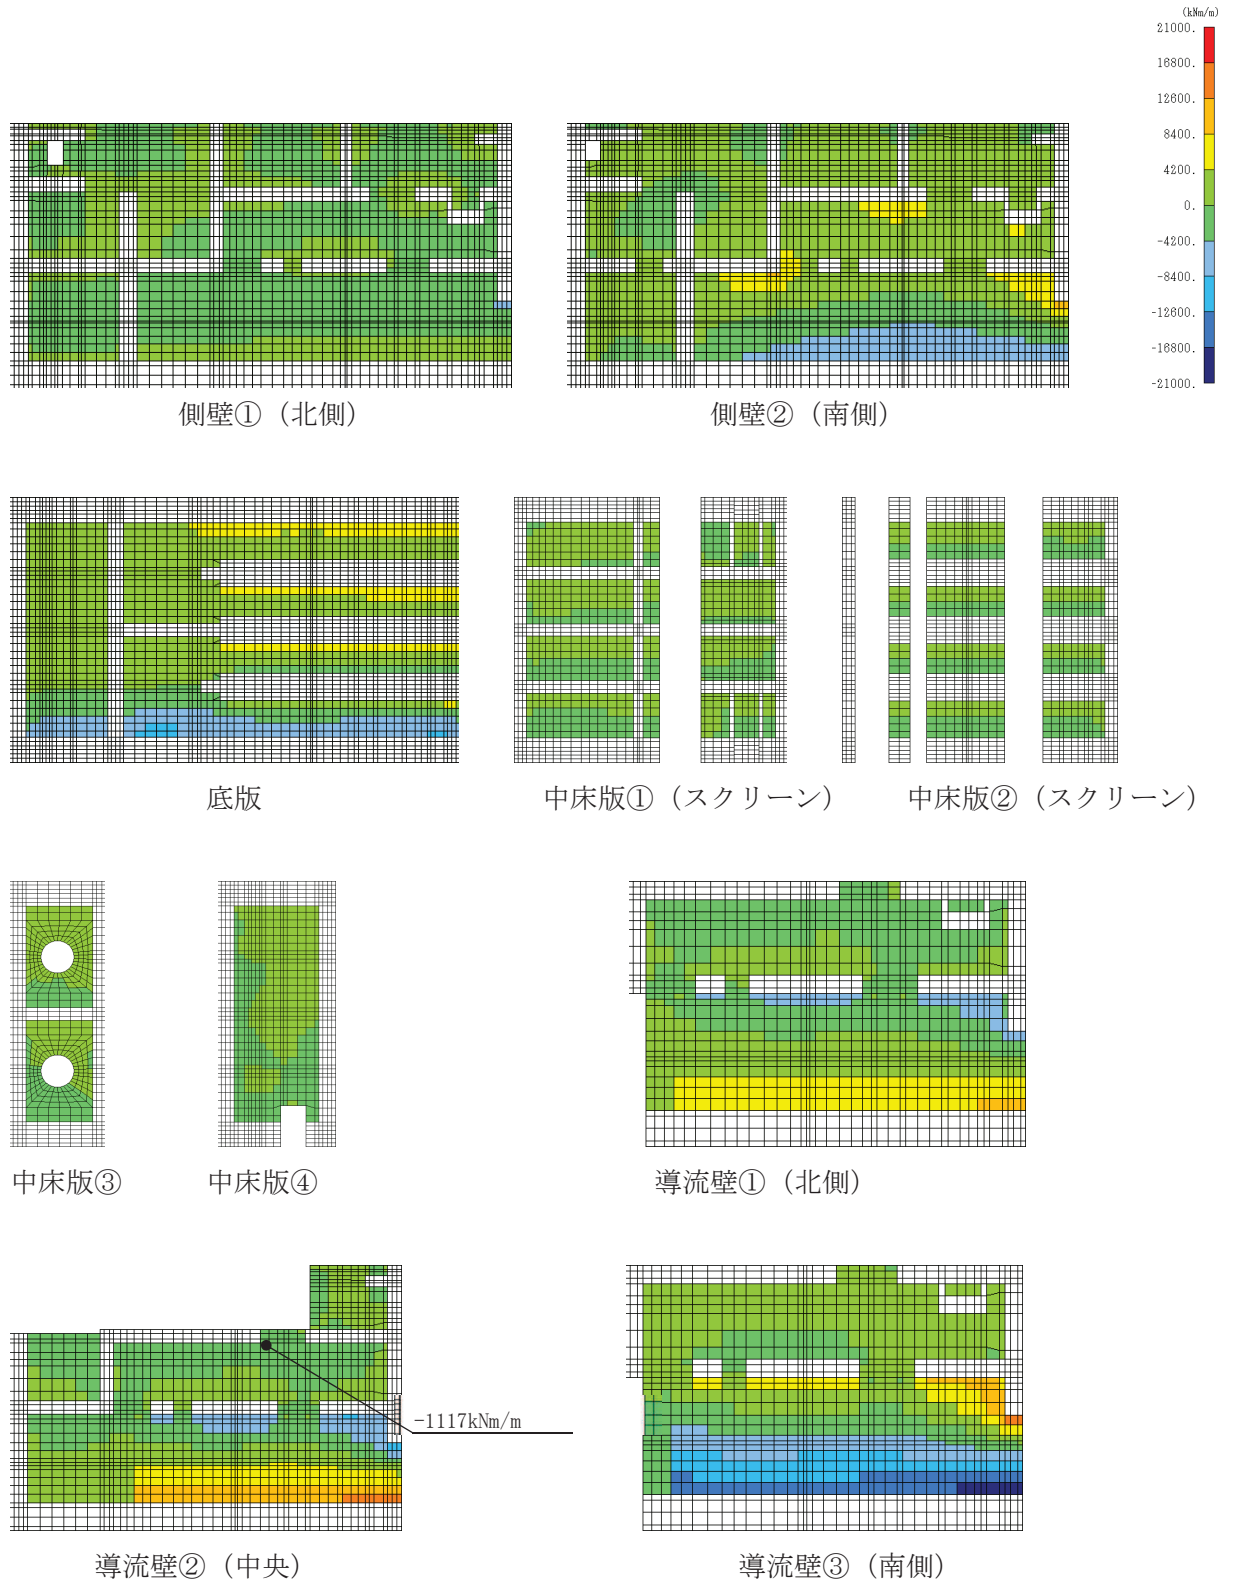 (kNm/m)
21000.
16800.
12600.
8400.
4200.
0.
-4200.
-8400.
-12600.
-16800.
-21000.
側壁①（北側）
側壁②（南側）
底版
中床版①（スクリーン）
中床版②（スクリーン）
中床版③
中床版④
導流壁①（北側）
-1117kNm/m
導流壁②（中央）
導流壁③（南側）